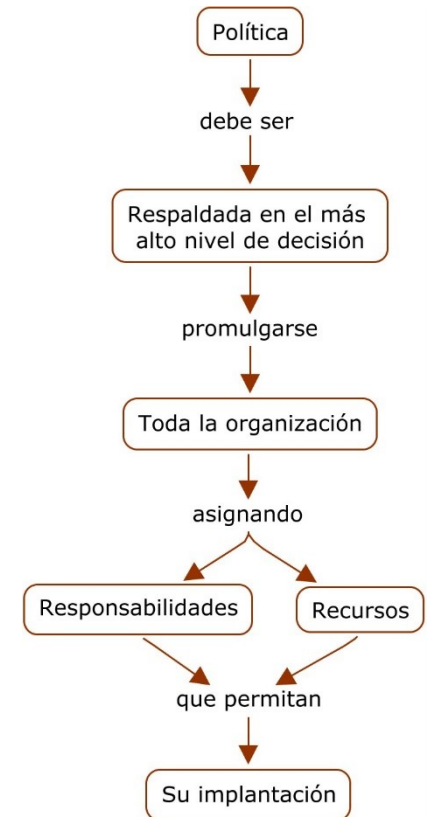 Política
debe ser
Respaldada en el más
alto nivel de decisión
promulgarse
Toda la organización
asignando
Responsabilidades
Recursos
que permitan
Su implantación